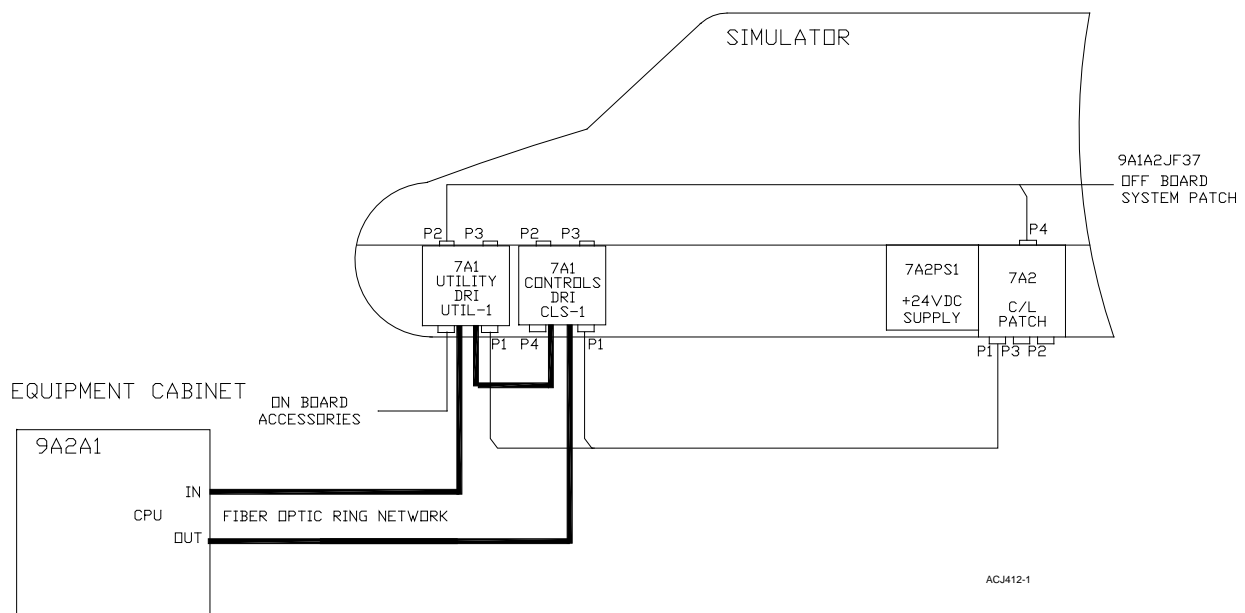 SIMULATOR
9A1A2JF37
OFF BOARD
SYSTEM PATCH
P2
P3
P2
P3
P4
7A1
UTILITY
DRI
UTIL-1
7A1
CONTROLS
DRI
CLS-1
7A2PS1
+24VDC
SUPPLY
7A2
C/L
PATCH
P1
P4
P1
P1
P3
P2
EQUIPMENT CABINET
ON BOARD
ACCESSORIES
9A2A1
IN
CPU
FIBER OPTIC RING NETWORK
OUT
ACJ412-1